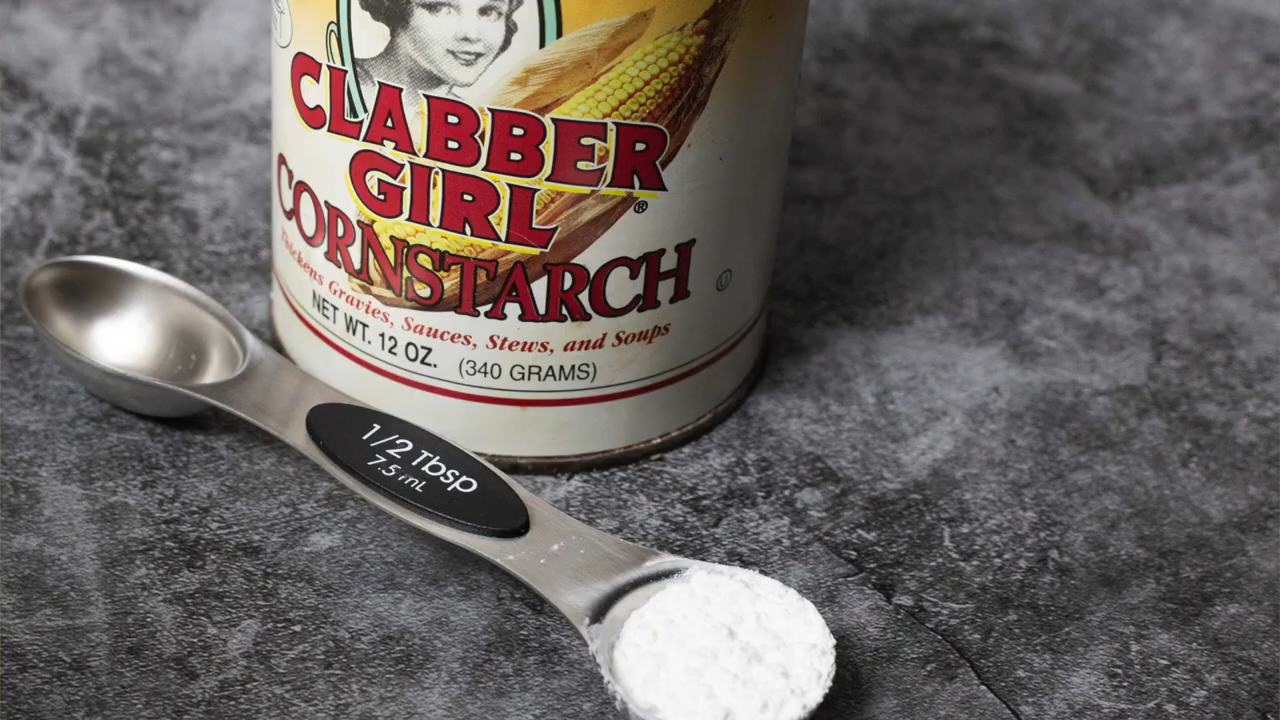 CLABBER
GIRL®
CORNSTARCH
Thickens Gravies, Sauces, Stews, and Soups
NET WT. 12 OZ. (340 GRAMS)
1/2 Tbsp
7.5 mL